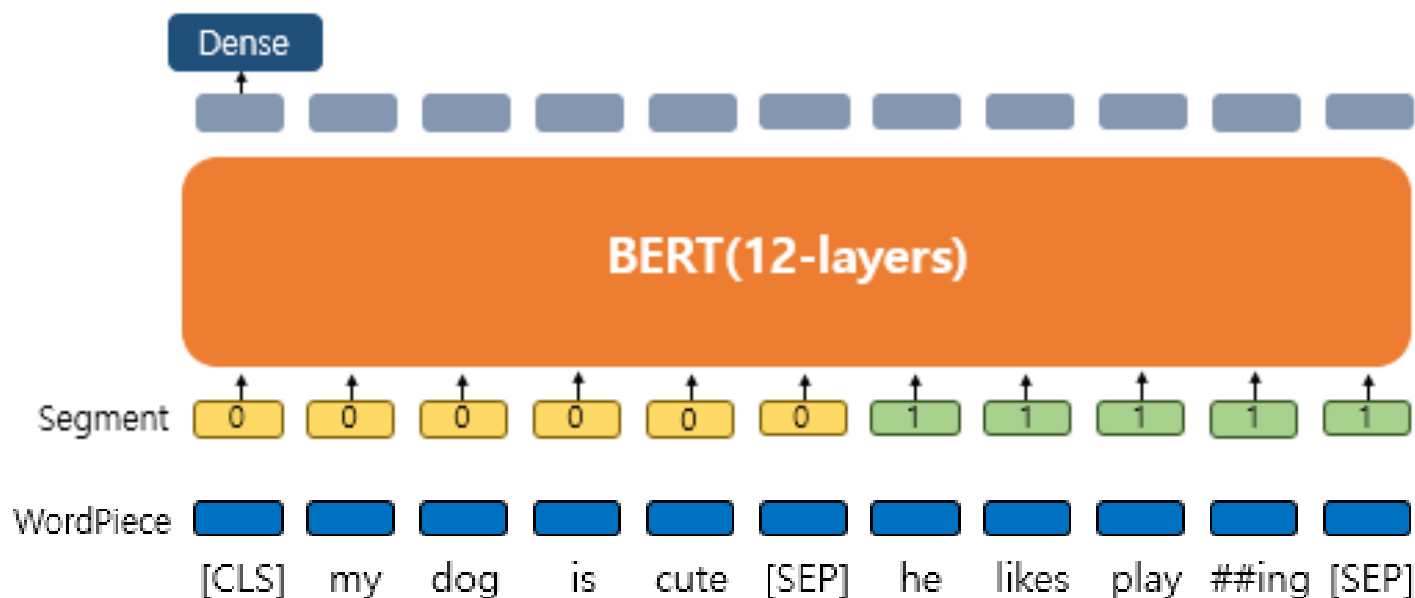 Dense
BERT(12-layers)
Segment 0 0 0 0 0 0 1 1 1 1 1
WordPiece
[CLS] my dog is cute [SEP] he likes play ##ing [SEP]